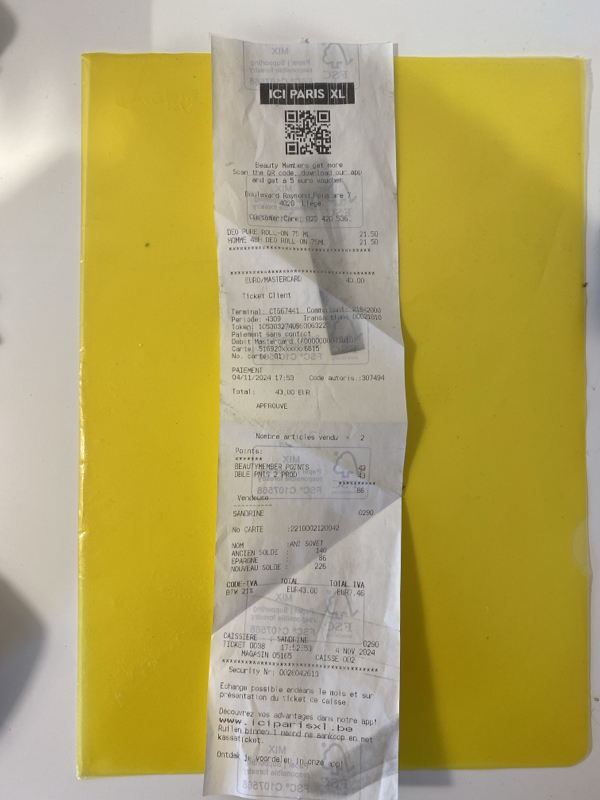 ICI PARIS XL
Beauty Members get more
Scan the QR code, download our app
and get a 5 euro voucher
Boulevard Raymond Poincare 7
4020 Liege
Customer Care: 023 420 536
DEO PURE ROLL-ON 75 ML 21.50
HOMME 48H DEO ROLL-ON 75ML 21.50
EURO/MASTERCARD 43.00
Ticket Client
Terminal: CT567441
Periode: 4309
Token:
Paiement sans contact
Debit Mastercard
Carte:
No. carte: 01
PAIEMENT
04/11/2024 17:53 Code autoris.:307494
Total: 43,00 EUR
APPROUVE
Nombre articles vendu = 2
Points:
*******
BEAUTYMEMBER POINTS
DBLE PNTS 2 PROD
86
Vendeuse
SANDRINE 0290
No CARTE :2210002120042
NOM :ANI SOVET
ANCIEN SOLDE : 140
EPARGNE : 86
NOUVEAU SOLDE : 226
CODE-TVA TOTAL TOTAL TVA
BTW 21% EUR43.00 EUR7.46
CAISSIERE : SANDRINE 0290
TICKET 0038 17:52:53 4 NOV 2024
MAGASIN 05165 CAISSE 002
Security Nr: 0026042613
Echange possible endéans le mois et sur
présentation du ticket de caisse.
Découvrez vos avantages dans notre app!
www.iciparisxl.be
Ruilen binnen 1 maand na aankoop en met
kassaticket.
Ontdek je voordelen in onze app!